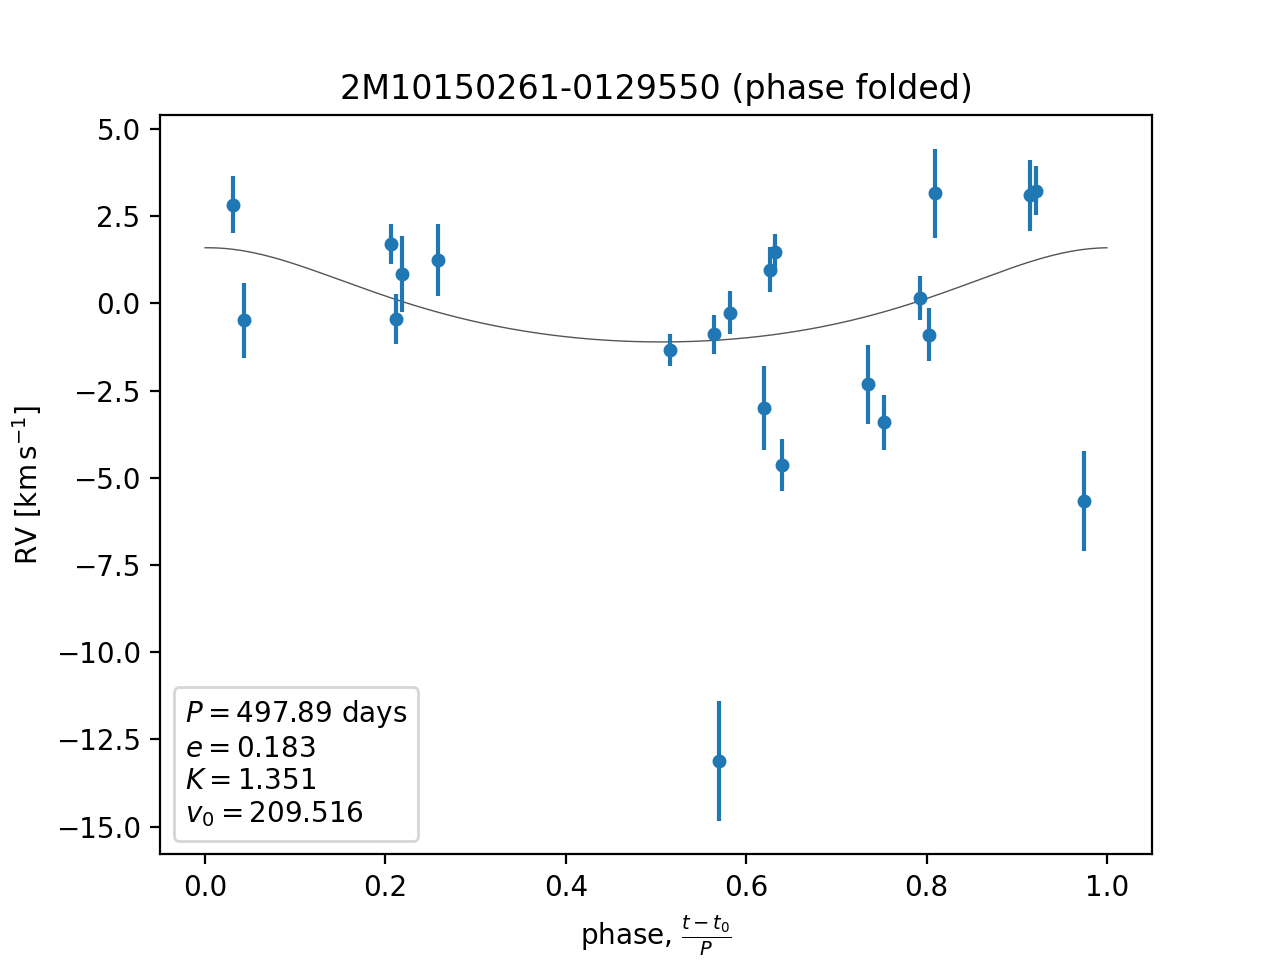 2M10150261-0129550 (phase folded)
5.0
2.5
0.0
−2.5
−5.0
−7.5
−10.0
−12.5
−15.0
RV [km s⁻¹]
P = 497.89 days
e = 0.183
K = 1.351
v₀ = 209.516
0.0 0.2 0.4 0.6 0.8 1.0
phase, (t − t₀)/P